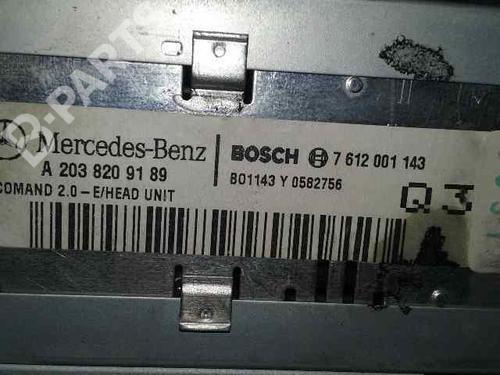 D-PARTS
Mercedes-Benz
A 203 820 91 89
COMAND 2.0 - E/HEAD UNIT
BOSCH 7 612 001 143
BO1143 Y 0582756
Q3